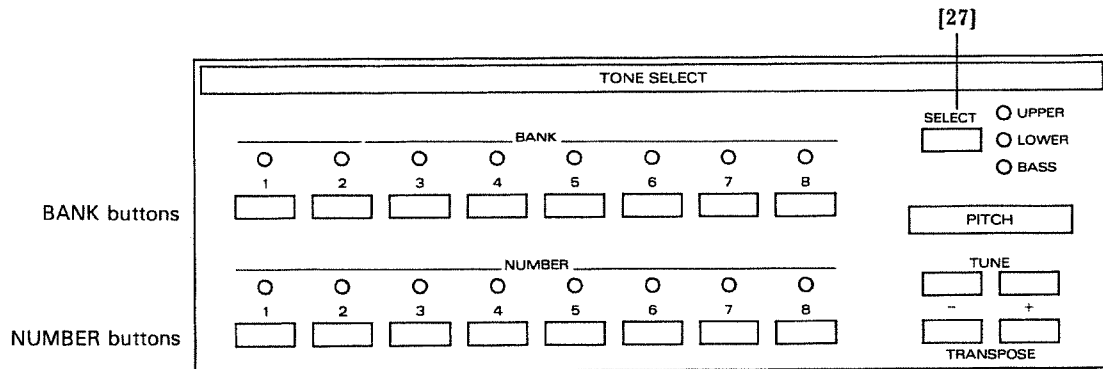 [27]
TONE SELECT
SELECT
UPPER
LOWER
BASS
BANK
1 2 3 4 5 6 7 8
BANK buttons
PITCH
NUMBER
TUNE
1 2 3 4 5 6 7 8
- +
NUMBER buttons
TRANSPOSE